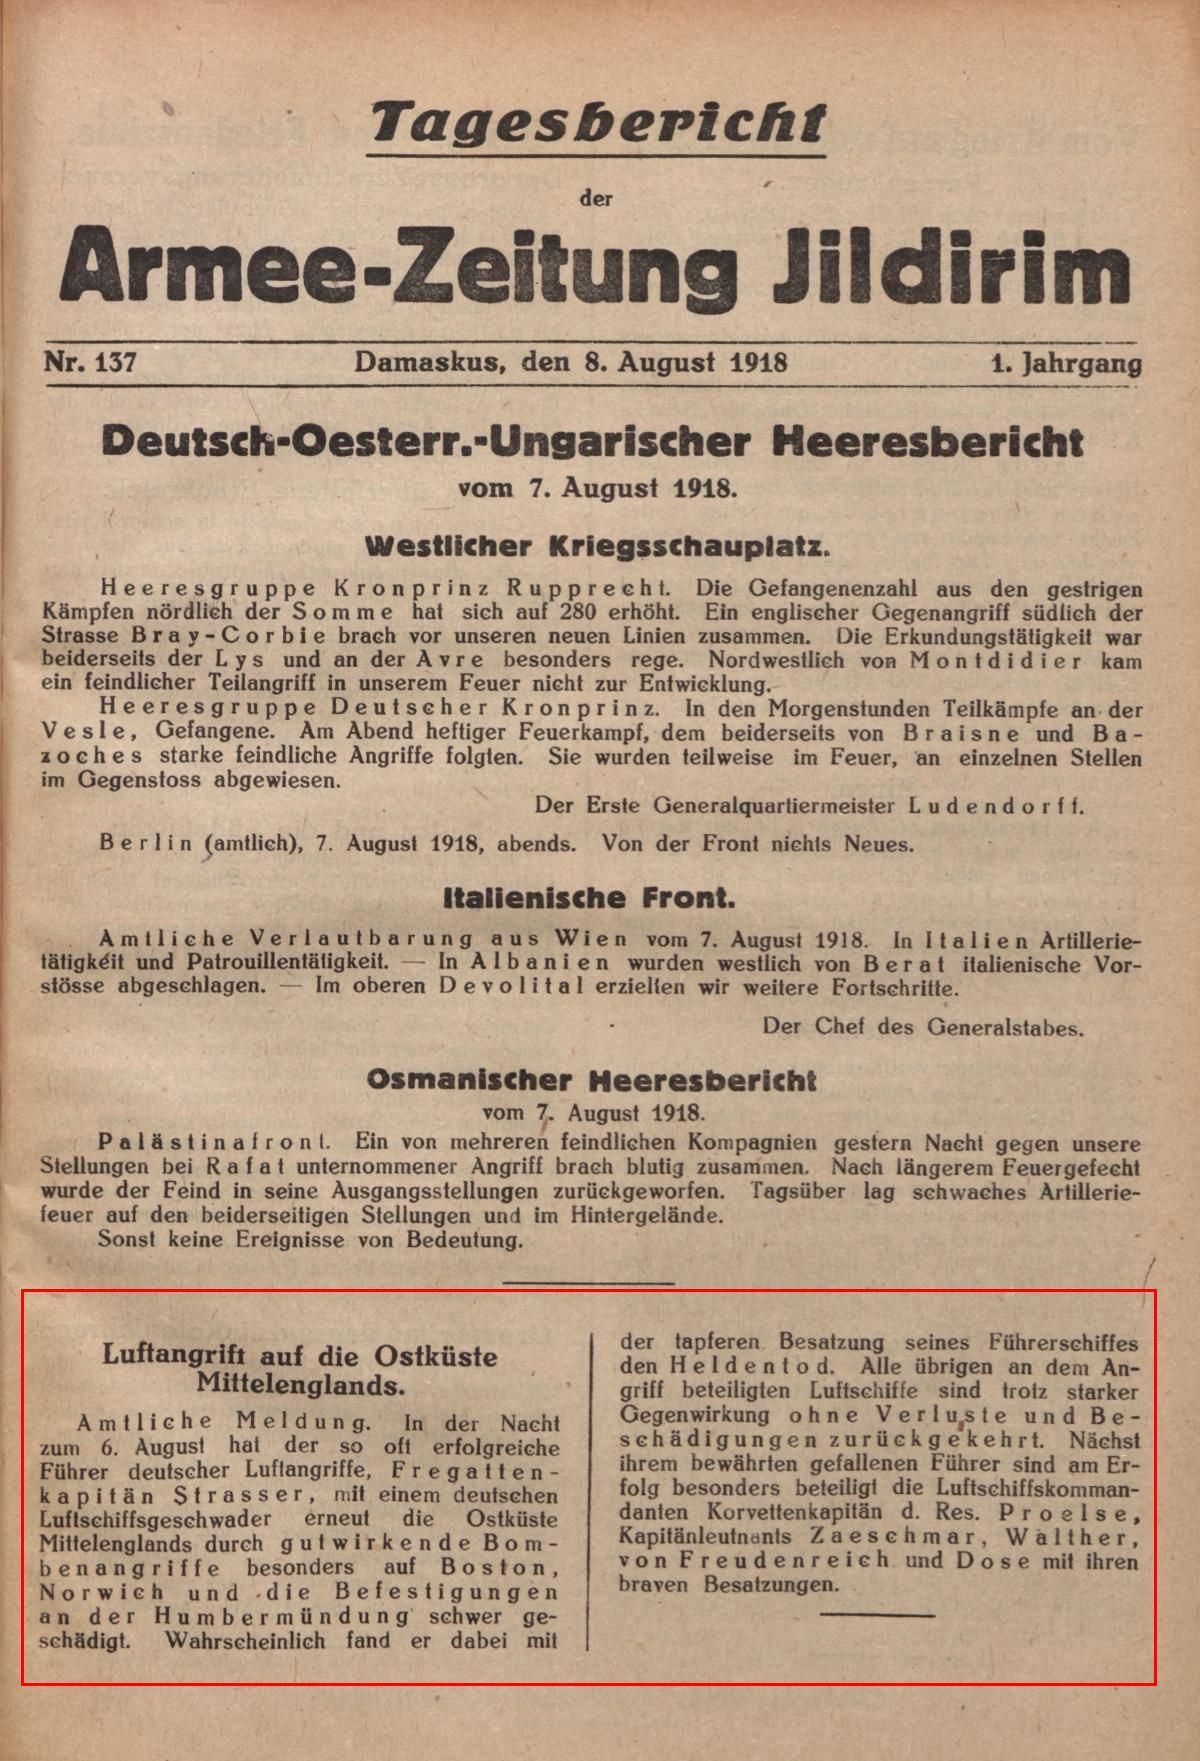 Tagesbericht
der
Armee-Zeitung Jildirim
Nr. 137 Damaskus, den 8. August 1918 1. Jahrgang
Deutsch-Oesterr.-Ungarischer Heeresbericht
vom 7. August 1918.
Westlicher Kriegsschauplatz.
Heeresgruppe Kronprinz Rupprecht. Die Gefangenenzahl aus den gestrigen
Kämpfen nördlich der Somme hat sich auf 280 erhöht. Ein englischer Gegenangriff südlich der
Strasse Bray-Corbie brach vor unseren neuen Linien zusammen. Die Erkundungstätigkeit war
beiderseits der Lys und an der Avre besonders rege. Nordwestlich von Montdidier kam
ein feindlicher Teilangriff in unserem Feuer nicht zur Entwicklung.
Heeresgruppe Deutscher Kronprinz. In den Morgenstunden Teilkämpfe an der
Vesle, Gefangene. Am Abend heftiger Feuerkampf, dem beiderseits von Braisne und Ba-
zoches starke feindliche Angriffe folgten. Sie wurden teilweise im Feuer, an einzelnen Stellen
im Gegenstoss abgewiesen.
Der Erste Generalquartiermeister Ludendorff.
Berlin (amtlich), 7. August 1918, abends. Von der Front nichts Neues.
Italienische Front.
Amtliche Verlautbarung aus Wien vom 7. August 1918. In Italien Artillerie-
tätigkeit und Patrouillentätigkeit. — In Albanien wurden westlich von Berat italienische Vor-
stösse abgeschlagen. — Im oberen Devolital erzielten wir weitere Fortschritte.
Der Chef des Generalstabes.
Osmanischer Heeresbericht
vom 7. August 1918.
Palästinafront. Ein von mehreren feindlichen Kompagnien gestern Nacht gegen unsere
Stellungen bei Rafat unternommener Angriff brach blutig zusammen. Nach längerem Feuergefecht
wurde der Feind in seine Ausgangsstellungen zurückgeworfen. Tagsüber lag schwaches Artillerie-
feuer auf den beiderseitigen Stellungen und im Hintergelände.
Sonst keine Ereignisse von Bedeutung.
Luftangrift auf die Ostküste
Mittelenglands.
Amtliche Meldung. In der Nacht
zum 6. August hat der so oft erfolgreiche
Führer deutscher Luftangriffe, Fregatten-
kapitän Strasser, mit einem deutschen
Luftschiffsgeschwader erneut die Ostküste
Mittelenglands durch gutwirkende Bom-
benangriffe besonders auf Boston,
Norwich und die Befestigungen
an der Humbermündung schwer ge-
schädigt. Wahrscheinlich fand er dabei mit
der tapferen Besatzung seines Führerschiffes
den Heldentod. Alle übrigen an dem An-
griff beteiligten Luftschiffe sind trotz starker
Gegenwirkung ohne Verluste und Be-
schädigungen zurückgekehrt. Nächst
ihrem bewährten gefallenen Führer sind am Er-
folg besonders beteiligt die Luftschiffskomman-
danten Korvettenkapitän d. Res. Proelse,
Kapitänleutnants Zaeschmar, Walther,
von Freudenreich und Dose mit ihren
braven Besatzungen.